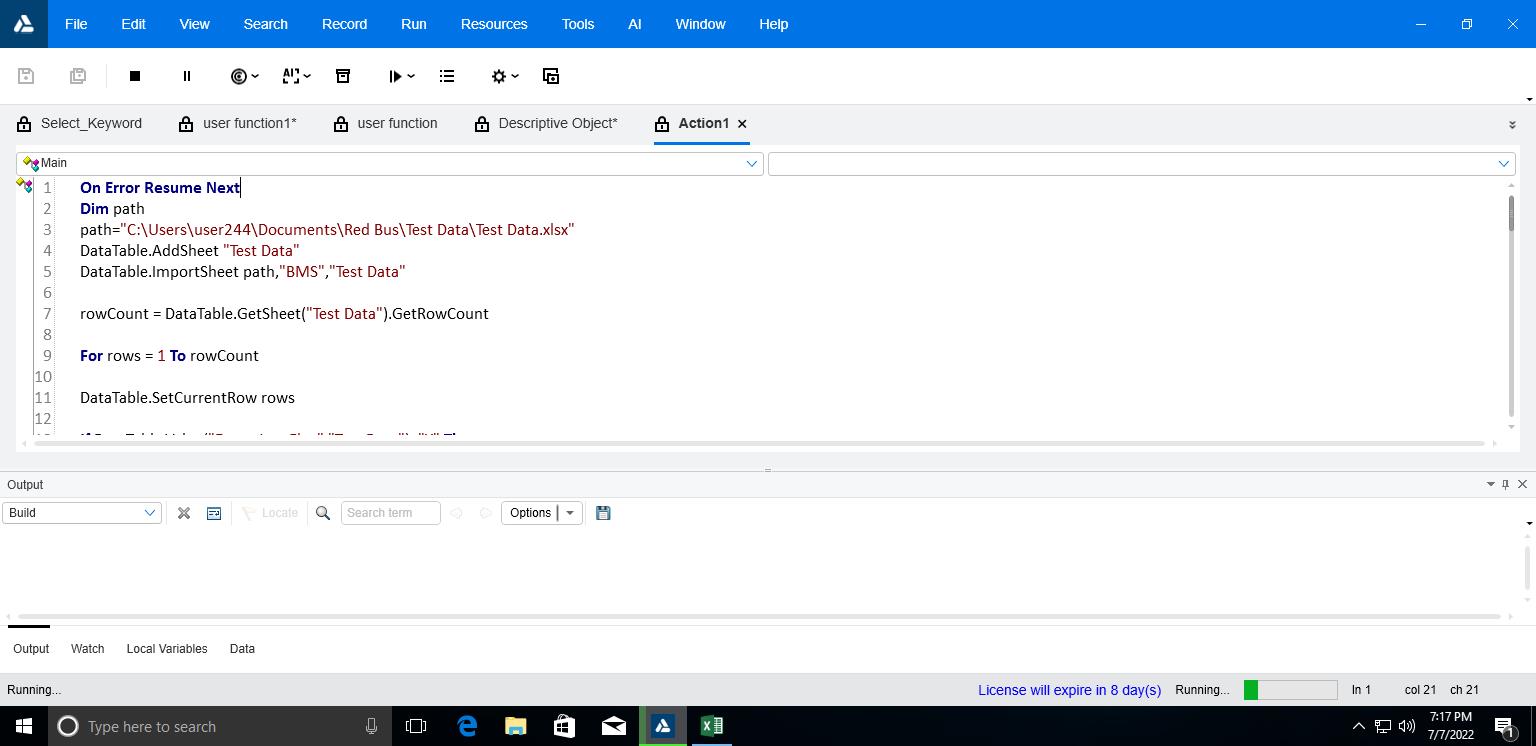 File Edit View Search Record Run Resources Tools AI Window Help
Select_Keyword user function1* user function Descriptive Object* Action1
Main
1 On Error Resume Next
2 Dim path
3 path="C:\Users\user244\Documents\Red Bus\Test Data\Test Data.xlsx"
4 DataTable.AddSheet "Test Data"
5 DataTable.ImportSheet path,"BMS","Test Data"
6
7 rowCount = DataTable.GetSheet("Test Data").GetRowCount
8
9 For rows = 1 To rowCount
10
11 DataTable.SetCurrentRow rows
12
Output
Build Locate Search term Options
Output Watch Local Variables Data
Running... License will expire in 8 day(s) Running... ln 1 col 21 ch 21
Type here to search
7:17 PM
7/7/2022
1